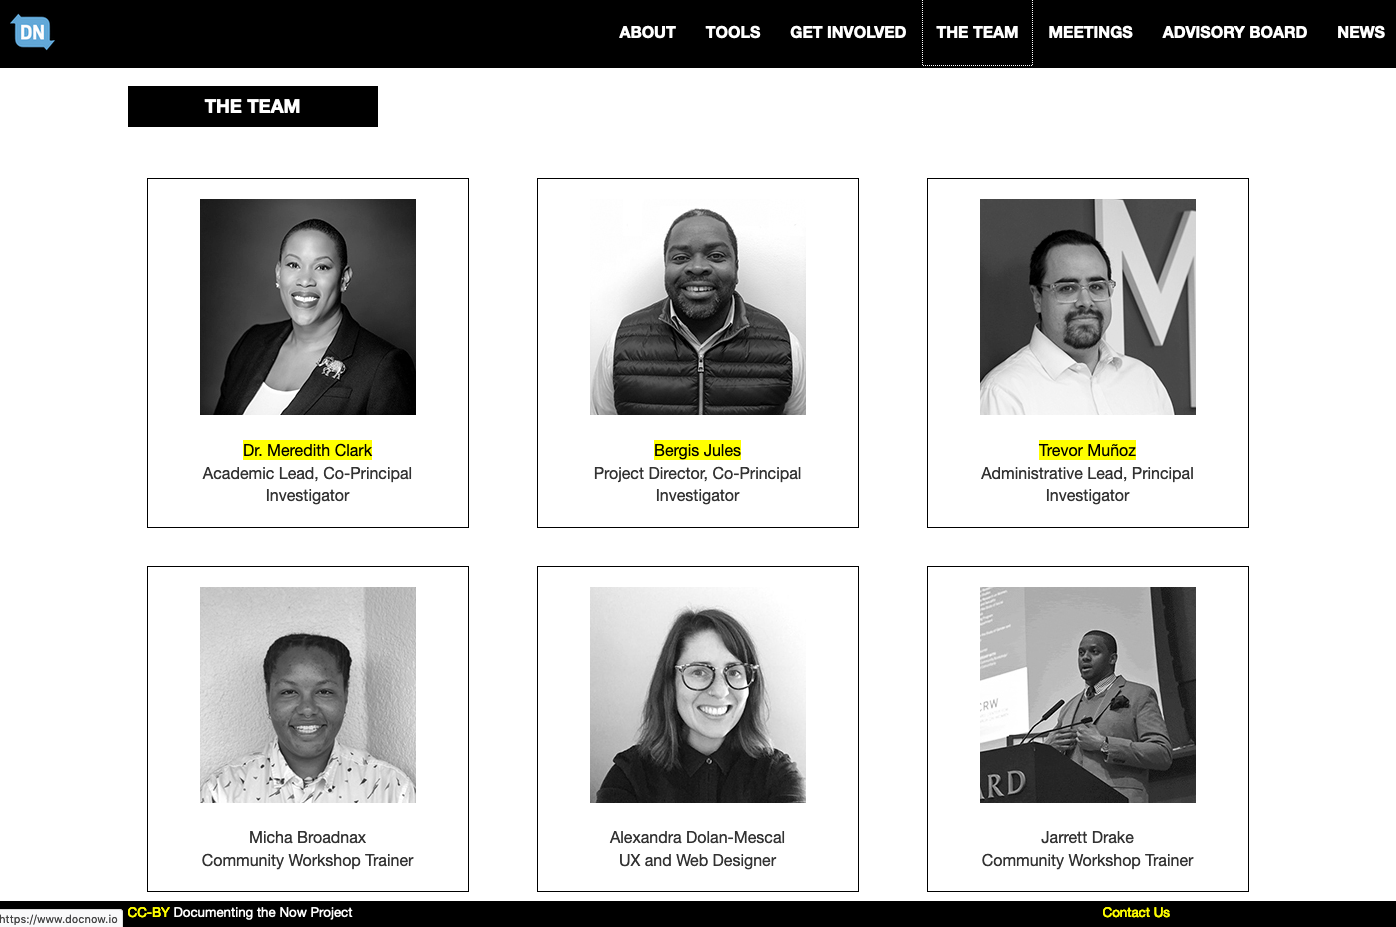 DN
ABOUT TOOLS GET INVOLVED THE TEAM MEETINGS ADVISORY BOARD NEWS
THE TEAM
M
Dr. Meredith Clark
Academic Lead, Co-Principal
Investigator
Bergis Jules
Project Director, Co-Principal
Investigator
Trevor Muñoz
Administrative Lead, Principal
Investigator
CRW
ARD
Micha Broadnax
Community Workshop Trainer
Alexandra Dolan-Mescal
UX and Web Designer
Jarrett Drake
Community Workshop Trainer
https://www.docnow.io
CC-BY Documenting the Now Project
Contact Us